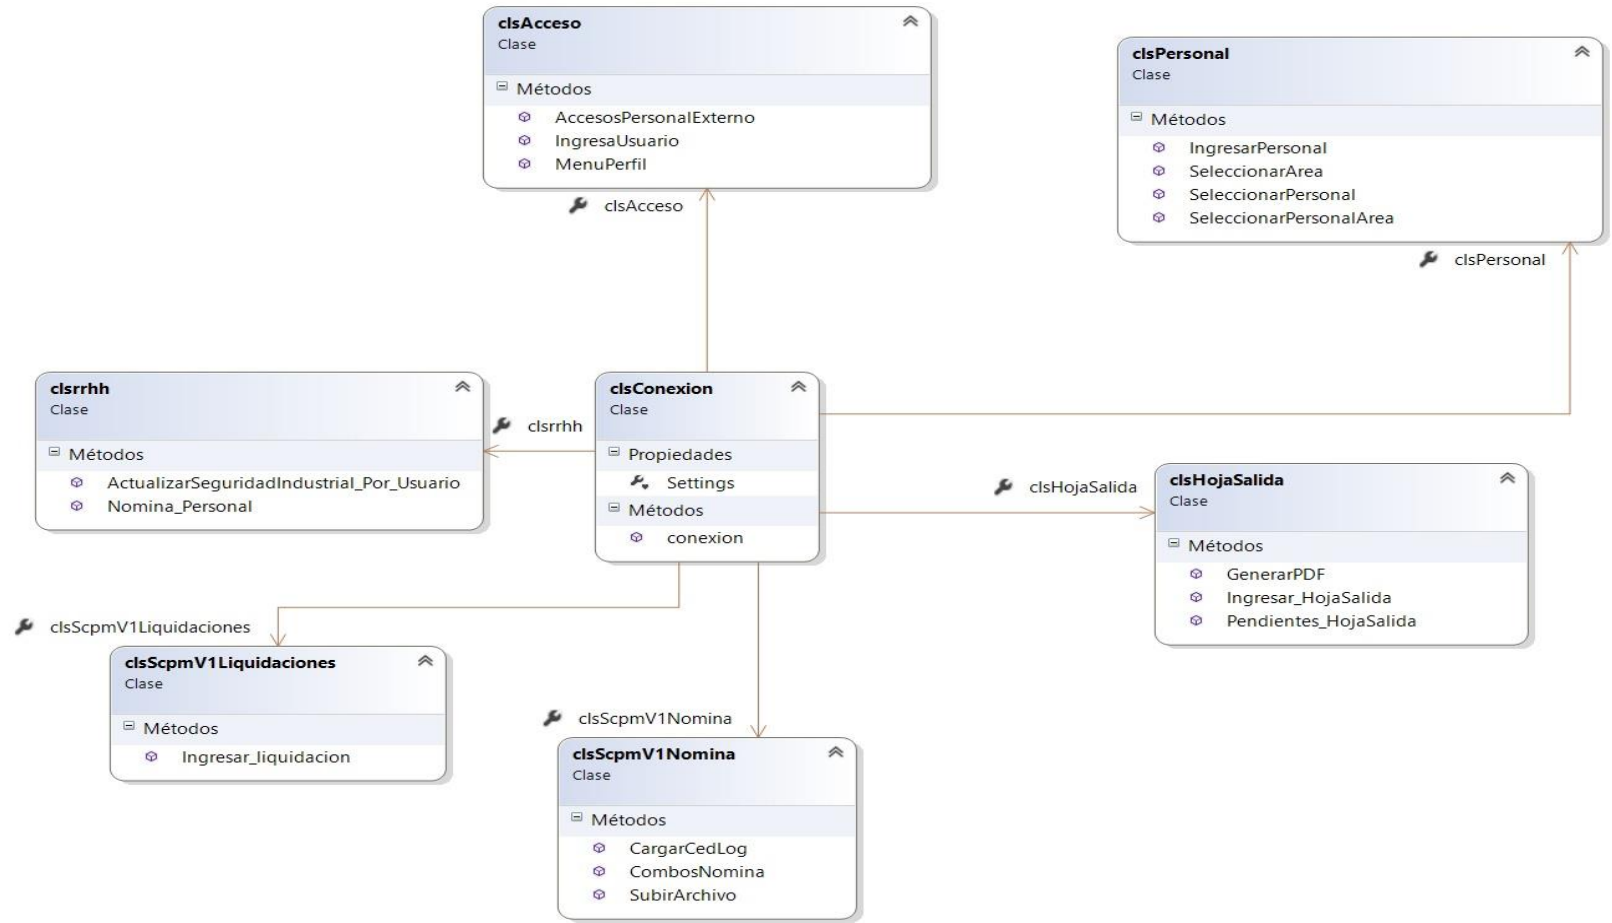 clsAcceso
Clase
Métodos
AccesosPersonalExterno
IngresaUsuario
MenuPerfil
clsAcceso
clsPersonal
Clase
Métodos
IngresarPersonal
SeleccionarArea
SeleccionarPersonal
SeleccionarPersonalArea
clsPersonal
clsrrhh
Clase
Métodos
ActualizarSeguridadIndustrial_Por_Usuario
Nomina_Personal
clsrrhh
clsConexion
Clase
Propiedades
Settings
Métodos
conexion
clsHojaSalida
clsHojaSalida
Clase
Métodos
GenerarPDF
Ingresar_HojaSalida
Pendientes_HojaSalida
clsScpmV1Liquidaciones
clsScpmV1Liquidaciones
Clase
Métodos
Ingresar_liquidacion
clsScpmV1Nomina
clsScpmV1Nomina
Clase
Métodos
CargarCedLog
CombosNomina
SubirArchivo